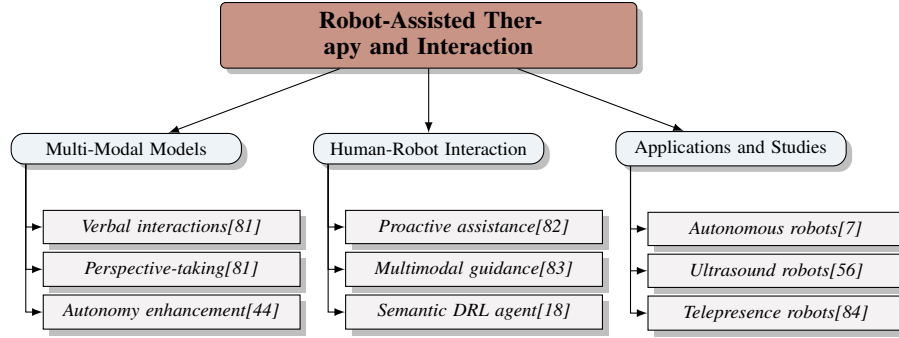 Robot-Assisted Ther-
apy and Interaction
Multi-Modal Models
Verbal interactions[81]
Perspective-taking[81]
Autonomy enhancement[44]
Human-Robot Interaction
Proactive assistance[82]
Multimodal guidance[83]
Semantic DRL agent[18]
Applications and Studies
Autonomous robots[7]
Ultrasound robots[56]
Telepresence robots[84]